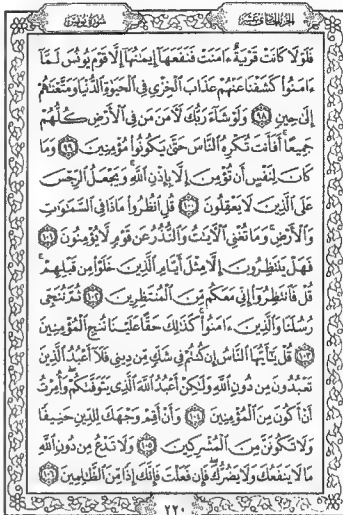 الجزء الحادي عشر
سورة يونس
فَلَوْلَا كَانَتْ قَرْيَةٌ ءَامَنَتْ فَنَفَعَهَآ إِيمَٰنُهَآ إِلَّا قَوْمَ يُونُسَ لَمَّآ
ءَامَنُوا۟ كَشَفْنَا عَنْهُمْ عَذَابَ ٱلْخِزْىِ فِى ٱلْحَيَوٰةِ ٱلدُّنْيَا وَمَتَّعْنَٰهُمْ
إِلَىٰ حِينٍ ٩٨ وَلَوْ شَآءَ رَبُّكَ لَءَامَنَ مَن فِى ٱلْأَرْضِ كُلُّهُمْ
جَمِيعًا ۚ أَفَأَنتَ تُكْرِهُ ٱلنَّاسَ حَتَّىٰ يَكُونُوا۟ مُؤْمِنِينَ ٩٩ وَمَا
كَانَ لِنَفْسٍ أَن تُؤْمِنَ إِلَّا بِإِذْنِ ٱللَّهِ ۚ وَيَجْعَلُ ٱلرِّجْسَ
عَلَى ٱلَّذِينَ لَا يَعْقِلُونَ ١٠٠ قُلِ ٱنظُرُوا۟ مَاذَا فِى ٱلسَّمَٰوَٰتِ
وَٱلْأَرْضِ ۚ وَمَا تُغْنِى ٱلْءَايَٰتُ وَٱلنُّذُرُ عَن قَوْمٍ لَّا يُؤْمِنُونَ ١٠١
فَهَلْ يَنتَظِرُونَ إِلَّا مِثْلَ أَيَّامِ ٱلَّذِينَ خَلَوْا۟ مِن قَبْلِهِمْ ۚ
قُلْ فَٱنتَظِرُوٓا۟ إِنِّى مَعَكُم مِّنَ ٱلْمُنتَظِرِينَ ١٠٢ ثُمَّ نُنَجِّى
رُسُلَنَا وَٱلَّذِينَ ءَامَنُوا۟ ۚ كَذَٰلِكَ حَقًّا عَلَيْنَا نُنجِ ٱلْمُؤْمِنِينَ
١٠٣ قُلْ يَٰٓأَيُّهَا ٱلنَّاسُ إِن كُنتُمْ فِى شَكٍّ مِّن دِينِى فَلَآ أَعْبُدُ ٱلَّذِينَ
تَعْبُدُونَ مِن دُونِ ٱللَّهِ وَلَٰكِنْ أَعْبُدُ ٱللَّهَ ٱلَّذِى يَتَوَفَّىٰكُمْ ۖ وَأُمِرْتُ
أَنْ أَكُونَ مِنَ ٱلْمُؤْمِنِينَ ١٠٤ وَأَنْ أَقِمْ وَجْهَكَ لِلدِّينِ حَنِيفًا
وَلَا تَكُونَنَّ مِنَ ٱلْمُشْرِكِينَ ١٠٥ وَلَا تَدْعُ مِن دُونِ ٱللَّهِ
مَا لَا يَنفَعُكَ وَلَا يَضُرُّكَ ۖ فَإِن فَعَلْتَ فَإِنَّكَ إِذًا مِّنَ ٱلظَّٰلِمِينَ ١٠٦
٢٢٠